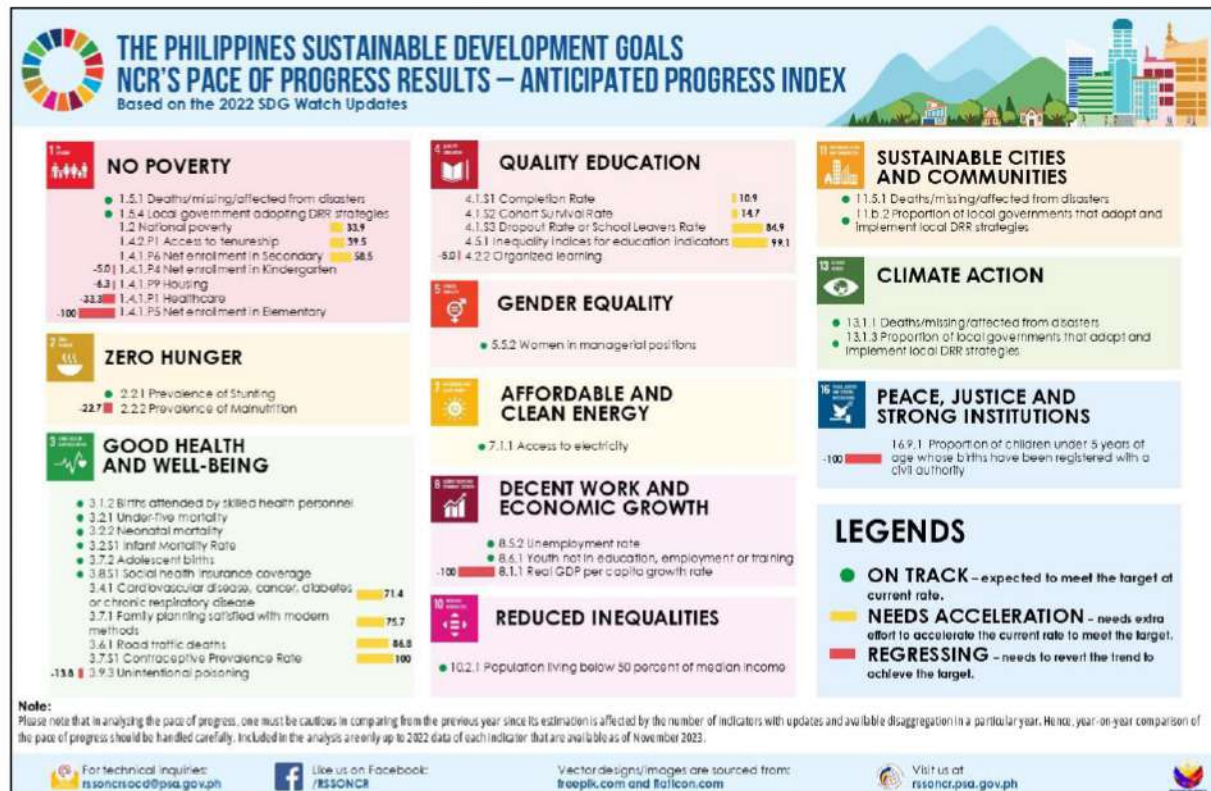 THE PHILIPPINES SUSTAINABLE DEVELOPMENT GOALS
NCR'S PACE OF PROGRESS RESULTS – ANTICIPATED PROGRESS INDEX
Based on the 2022 SDG Watch Updates
1
NO POVERTY
1.5.1 Deaths/missing/affected from disasters
1.5.4 Local government adopting DRR strategies
1.2 National poverty 33.9
1.4.2.P1 Access to tenureship 39.5
1.4.1.P6 Net enrolment in Secondary 58.5
-5.0 1.4.1.P4 Net enrolment in Kindergarten
-6.3 1.4.1.P9 Housing
-33.3 1.4.1.P1 Healthcare
-100 1.4.1.P5 Net enrolment in Elementary
2
ZERO HUNGER
2.2.1 Prevalence of Stunting
-22.7 2.2.2 Prevalence of Malnutrition
3
GOOD HEALTH
AND WELL-BEING
3.1.2 Births attended by skilled health personnel
3.2.1 Under-five mortality
3.2.2 Neonatal mortality
3.2.S1 Infant Mortality Rate
3.7.2 Adolescent births
3.8.S1 Social health insurance coverage
3.4.1 Cardiovascular disease, cancer, diabetes
or chronic respiratory disease 71.4
3.7.1 Family planning satisfied with modern
methods 75.7
3.6.1 Road traffic deaths 86.8
3.7.S1 Contraceptive Prevalence Rate 100
-13.8 3.9.3 Unintentional poisoning
4
QUALITY EDUCATION
4.1.S1 Completion Rate 10.9
4.1.S2 Cohort Survival Rate 14.7
4.1.S3 Dropout Rate or School Leavers Rate 84.9
4.5.1 Inequality indices for education indicators 99.1
-5.0 4.2.2 Organized learning
5
GENDER EQUALITY
5.5.2 Women in managerial positions
7
AFFORDABLE AND
CLEAN ENERGY
7.1.1 Access to electricity
8
DECENT WORK AND
ECONOMIC GROWTH
8.5.2 Unemployment rate
8.6.1 Youth not in education, employment or training
-100 8.1.1 Real GDP per capita growth rate
10
REDUCED INEQUALITIES
10.2.1 Population living below 50 percent of median income
11
SUSTAINABLE CITIES
AND COMMUNITIES
11.5.1 Deaths/missing/affected from disasters
11.b.2 Proportion of local governments that adopt and
implement local DRR strategies
13
CLIMATE ACTION
13.1.1 Deaths/missing/affected from disasters
13.1.3 Proportion of local governments that adopt and
implement local DRR strategies
16
PEACE, JUSTICE AND
STRONG INSTITUTIONS
16.9.1 Proportion of children under 5 years of
-100 age whose births have been registered with a
civil authority
LEGENDS
ON TRACK – expected to meet the target at
current rate.
NEEDS ACCELERATION – needs extra
effort to accelerate the current rate to meet the target.
REGRESSING – needs to revert the trend to
achieve the target.
Note:
Please note that in analyzing the pace of progress, one must be cautious in comparing from the previous year since its estimation is affected by the number of indicators with updates and available disaggregation in a particular year. Hence, year-on-year comparison of
the pace of progress should be handled carefully. Included in the analysis are only up to 2022 data of each indicator that are available as of November 2023.
For technical inquiries:
rssoncrsocd@psa.gov.ph
Like us on Facebook:
/RSSONCR
Vector designs/images are sourced from:
freepik.com and flaticon.com
Visit us at
rssoncr.psa.gov.ph